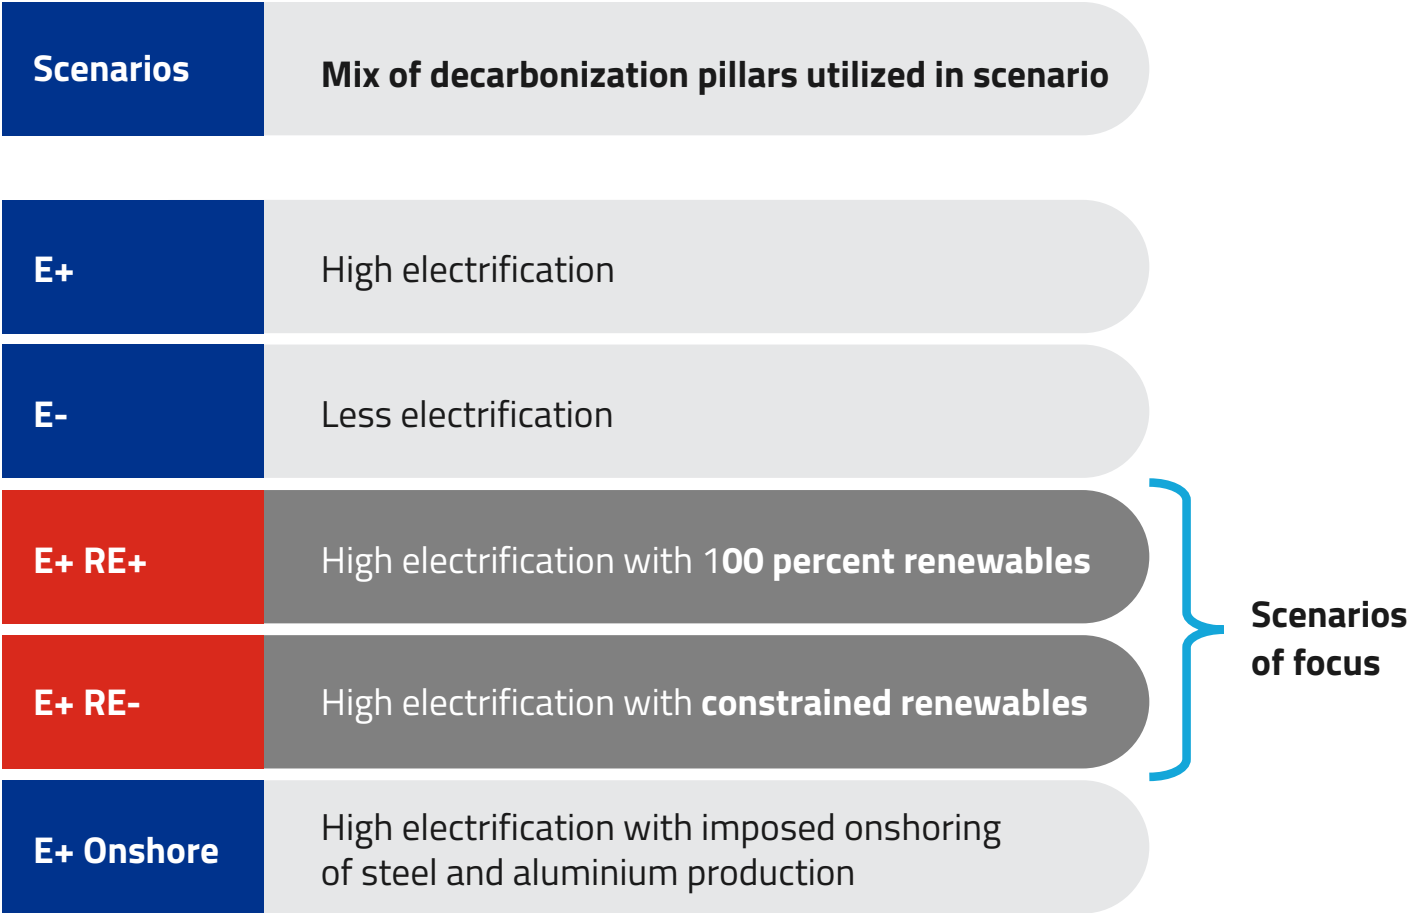 Scenarios
Mix of decarbonization pillars utilized in scenario
E+
High electrification
E-
Less electrification
E+ RE+
High electrification with 100 percent renewables
E+ RE-
High electrification with constrained renewables
Scenarios
of focus
E+ Onshore
High electrification with imposed onshoring
of steel and aluminium production